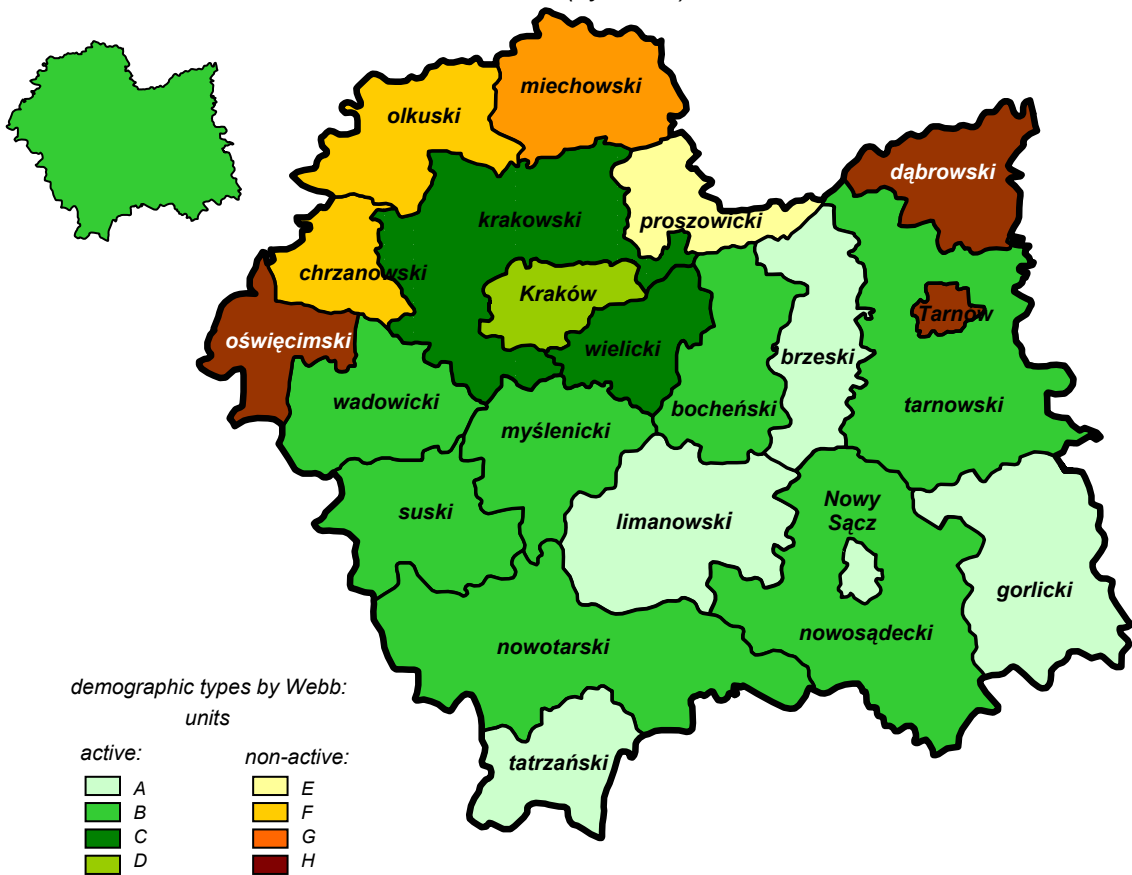 miechowski
olkuski
dąbrowski
krakowski
proszowicki
chrzanowski
Kraków
Tarnów
oświęcimski
wielicki
brzeski
wadowicki
bocheński
tarnowski
myślenicki
suski
limanowski
Nowy
Sącz
gorlicki
nowotarski
nowosądecki
tatrzański
demographic types by Webb:
units
active:
non-active:
A
E
B
F
C
G
D
H